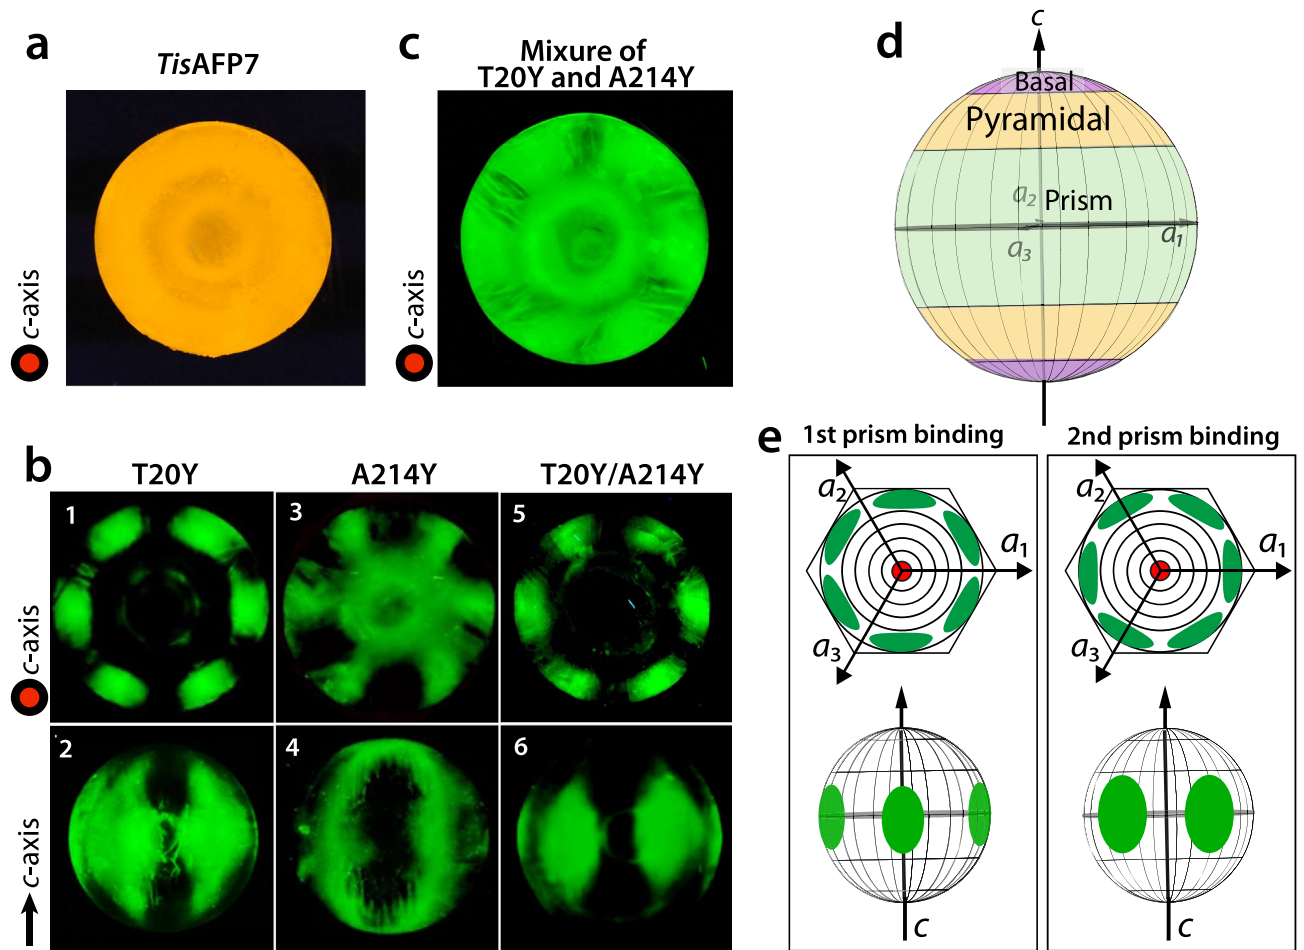 a
TisAFP7
c-axis
c
Mixure of
T20Y and A214Y
c-axis
d
c
Basal
Pyramidal
a2
Prism
a1
a3
b
T20Y
A214Y
T20Y/A214Y
1
3
5
c-axis
2
4
6
c-axis
e
1st prism binding
2nd prism binding
a2
a1
a3
a2
a1
a3
c
c